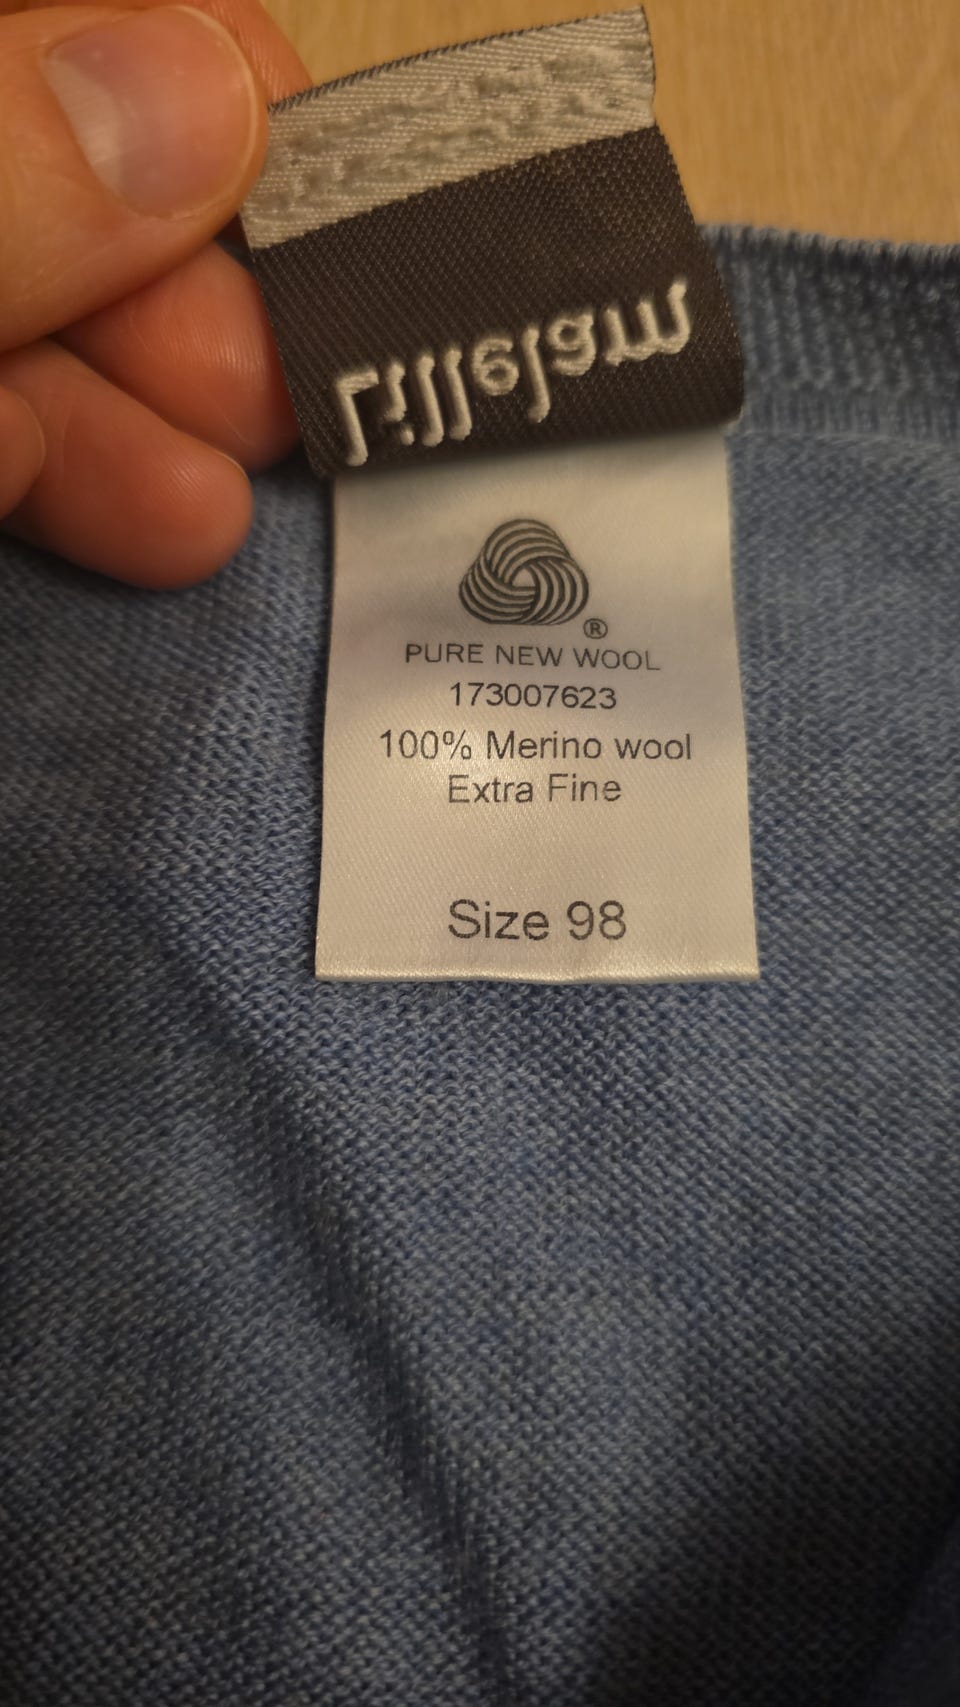 Lillelam
®
PURE NEW WOOL
173007623
100% Merino wool
Extra Fine
Size 98